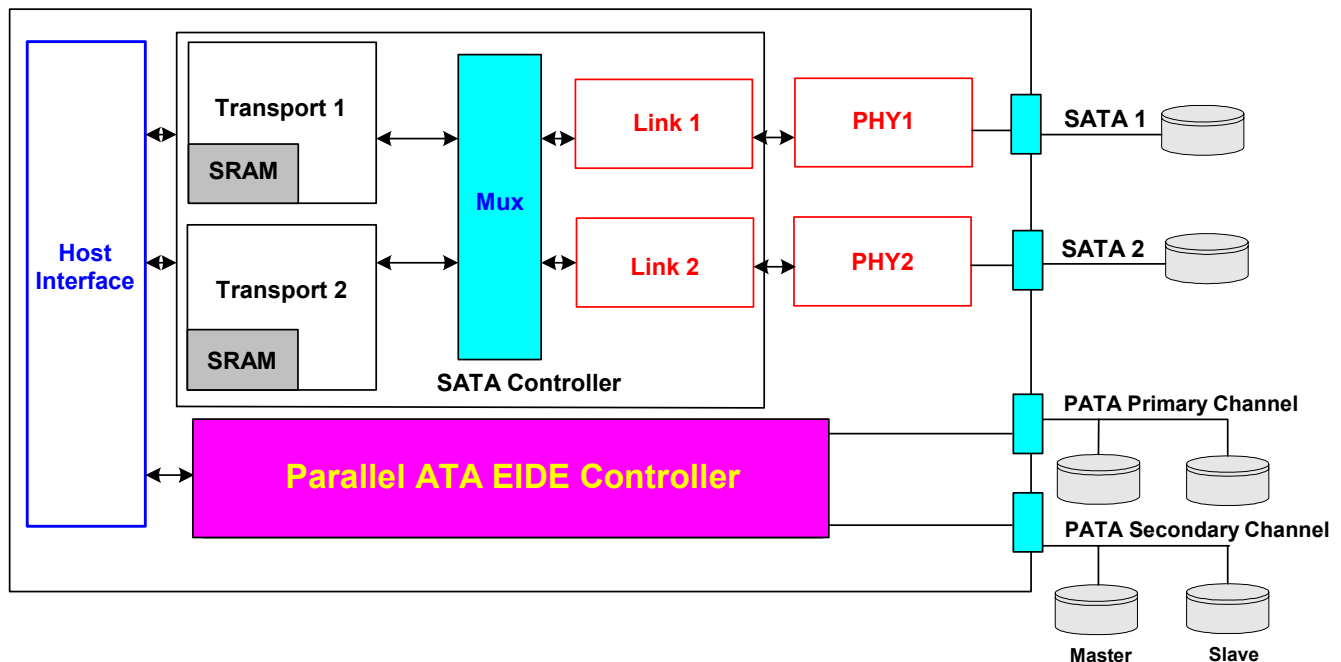 Transport 1
SRAM
Transport 2
SRAM
Host
Interface
Mux
Link 1
Link 2
PHY1
PHY2
SATA 1
SATA 2
SATA Controller
Parallel ATA EIDE Controller
PATA Primary Channel
PATA Secondary Channel
Master
Slave